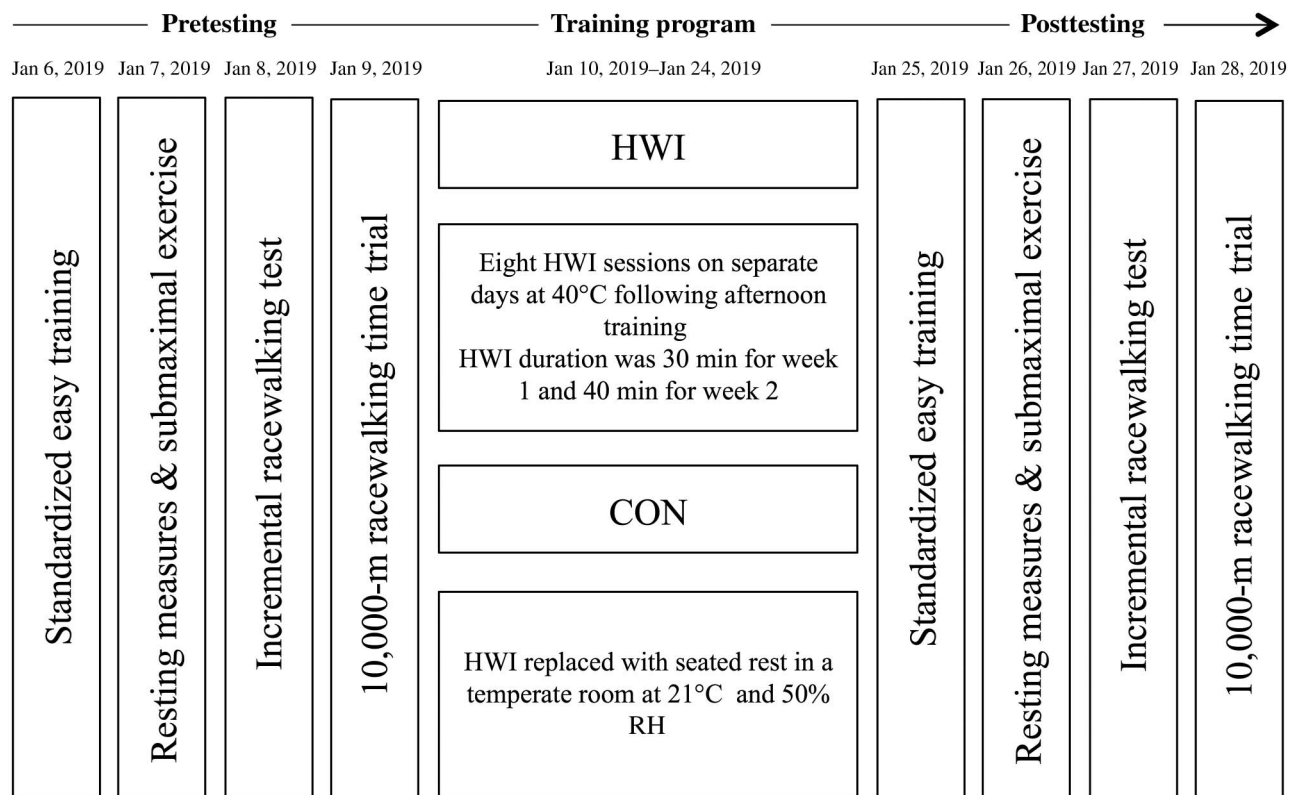 Pretesting Training program Posttesting
Jan 6, 2019 Jan 7, 2019 Jan 8, 2019 Jan 9, 2019 Jan 10, 2019–Jan 24, 2019 Jan 25, 2019 Jan 26, 2019 Jan 27, 2019 Jan 28, 2019
Standardized easy training
Resting measures & submaximal exercise
Incremental racewalking test
10,000-m racewalking time trial
HWI
Eight HWI sessions on separate
days at 40°C following afternoon
training
HWI duration was 30 min for week
1 and 40 min for week 2
CON
HWI replaced with seated rest in a
temperate room at 21°C and 50%
RH
Standardized easy training
Resting measures & submaximal exercise
Incremental racewalking test
10,000-m racewalking time trial